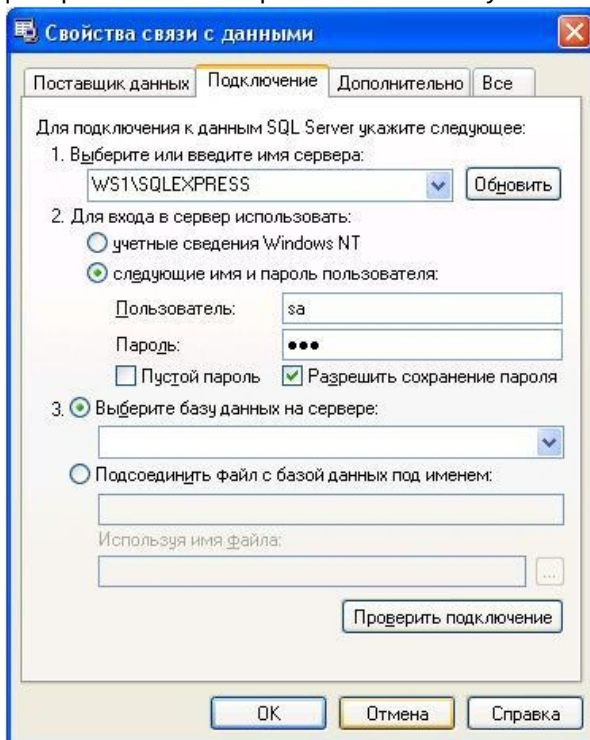 Свойства связи с данными
Поставщик данных Подключение Дополнительно Все
Для подключения к данным SQL Server укажите следующее:
1. Выберите или введите имя сервера:
WS1\SQLEXPRESS Обновить
2. Для входа в сервер использовать:
учетные сведения Windows NT
следующие имя и пароль пользователя:
Пользователь: sa
Пароль: ●●●
Пустой пароль Разрешить сохранение пароля
3. Выберите базу данных на сервере:
Подсоединить файл с базой данных под именем:
Используя имя файла:
...
Проверить подключение
OK Отмена Справка